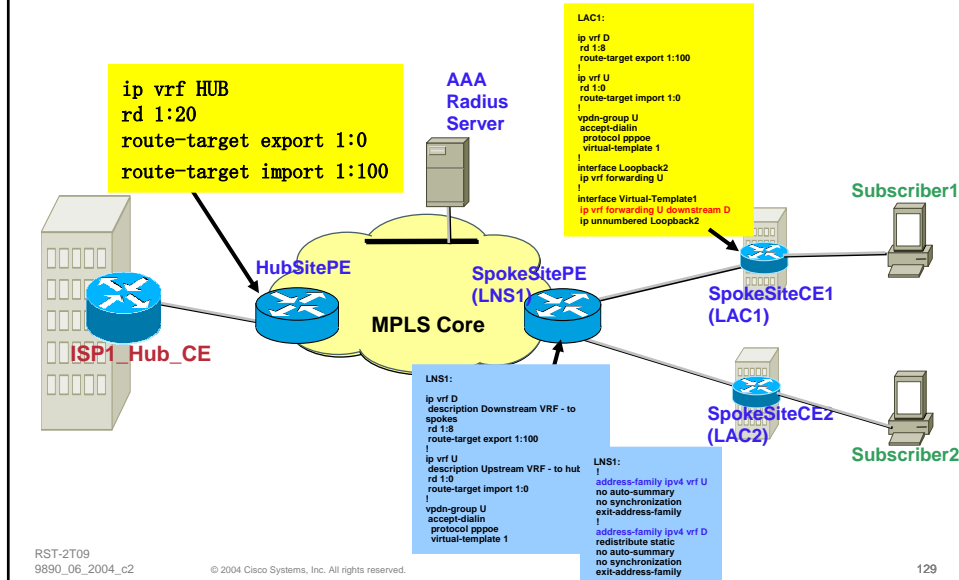 LAC1:
ip vrf D
rd 1:8
route-target export 1:100
!
ip vrf U
rd 1:0
route-target import 1:0
!
vpdn-group U
accept-dialin
protocol pppoe
virtual-template 1
!
interface Loopback2
ip vrf forwarding U
!
interface Virtual-Template1
ip vrf forwarding U downstream D
ip unnumbered Loopback2
ip vrf HUB
rd 1:20
route-target export 1:0
route-target import 1:100
AAA
Radius
Server
Subscriber1
HubSitePE
SpokeSitePE
(LNS1)
SpokeSiteCE1
(LAC1)
MPLS Core
ISP1_Hub_CE
LNS1:
ip vrf D
description Downstream VRF - to
spokes
rd 1:8
route-target export 1:100
!
ip vrf U
description Upstream VRF - to hub
rd 1:0
route-target import 1:0
!
vpdn-group U
accept-dialin
protocol pppoe
virtual-template 1
SpokeSiteCE2
(LAC2)
Subscriber2
LNS1:
!
address-family ipv4 vrf U
no auto-summary
no synchronization
exit-address-family
!
address-family ipv4 vrf D
redistribute static
no auto-summary
no synchronization
exit-address-family
RST-2T09
9890_06_2004_c2
© 2004 Cisco Systems, Inc. All rights reserved.
129